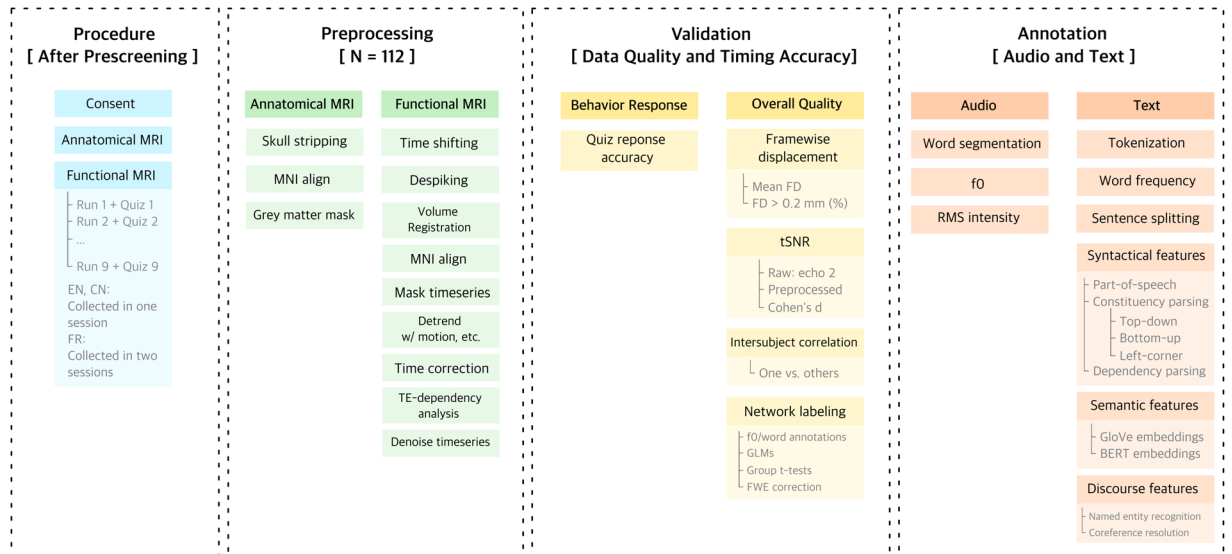 Procedure
[ After Prescreening ]
Consent
Annatomical MRI
Functional MRI
Run 1 + Quiz 1
Run 2 + Quiz 2
...
Run 9 + Quiz 9
EN, CN:
Collected in one
session
FR:
Collected in two
sessions
Preprocessing
[ N = 112 ]
Annatomical MRI
Skull stripping
MNI align
Grey matter mask
Functional MRI
Time shifting
Despiking
Volume
Registration
MNI align
Mask timeseries
Detrend
w/ motion, etc.
Time correction
TE-dependency
analysis
Denoise timeseries
Validation
[ Data Quality and Timing Accuracy]
Behavior Response
Quiz reponse
accuracy
Overall Quality
Framewise
displacement
Mean FD
FD > 0.2 mm (%)
tSNR
Raw: echo 2
Preprocessed
Cohen's d
Intersubject correlation
One vs. others
Network labeling
f0/word annotations
GLMs
Group t-tests
FWE correction
Annotation
[ Audio and Text ]
Audio
Word segmentation
f0
RMS intensity
Text
Tokenization
Word frequency
Sentence splitting
Syntactical features
Part-of-speech
Constituency parsing
Top-down
Bottom-up
Left-corner
Dependency parsing
Semantic features
GloVe embeddings
BERT embeddings
Discourse features
Named entity recognition
Coreference resolution